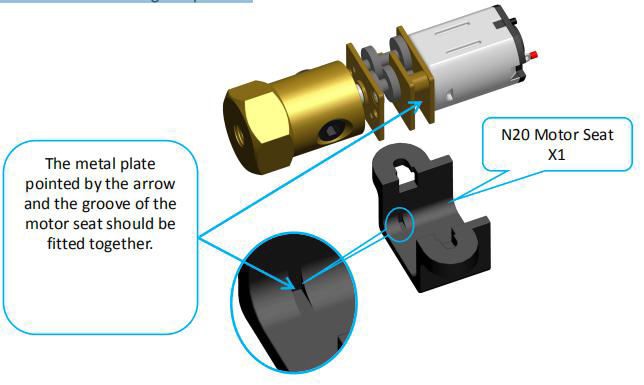 The metal plate
pointed by the arrow
and the groove of the
motor seat should be
fitted together.
N20 Motor Seat
X1